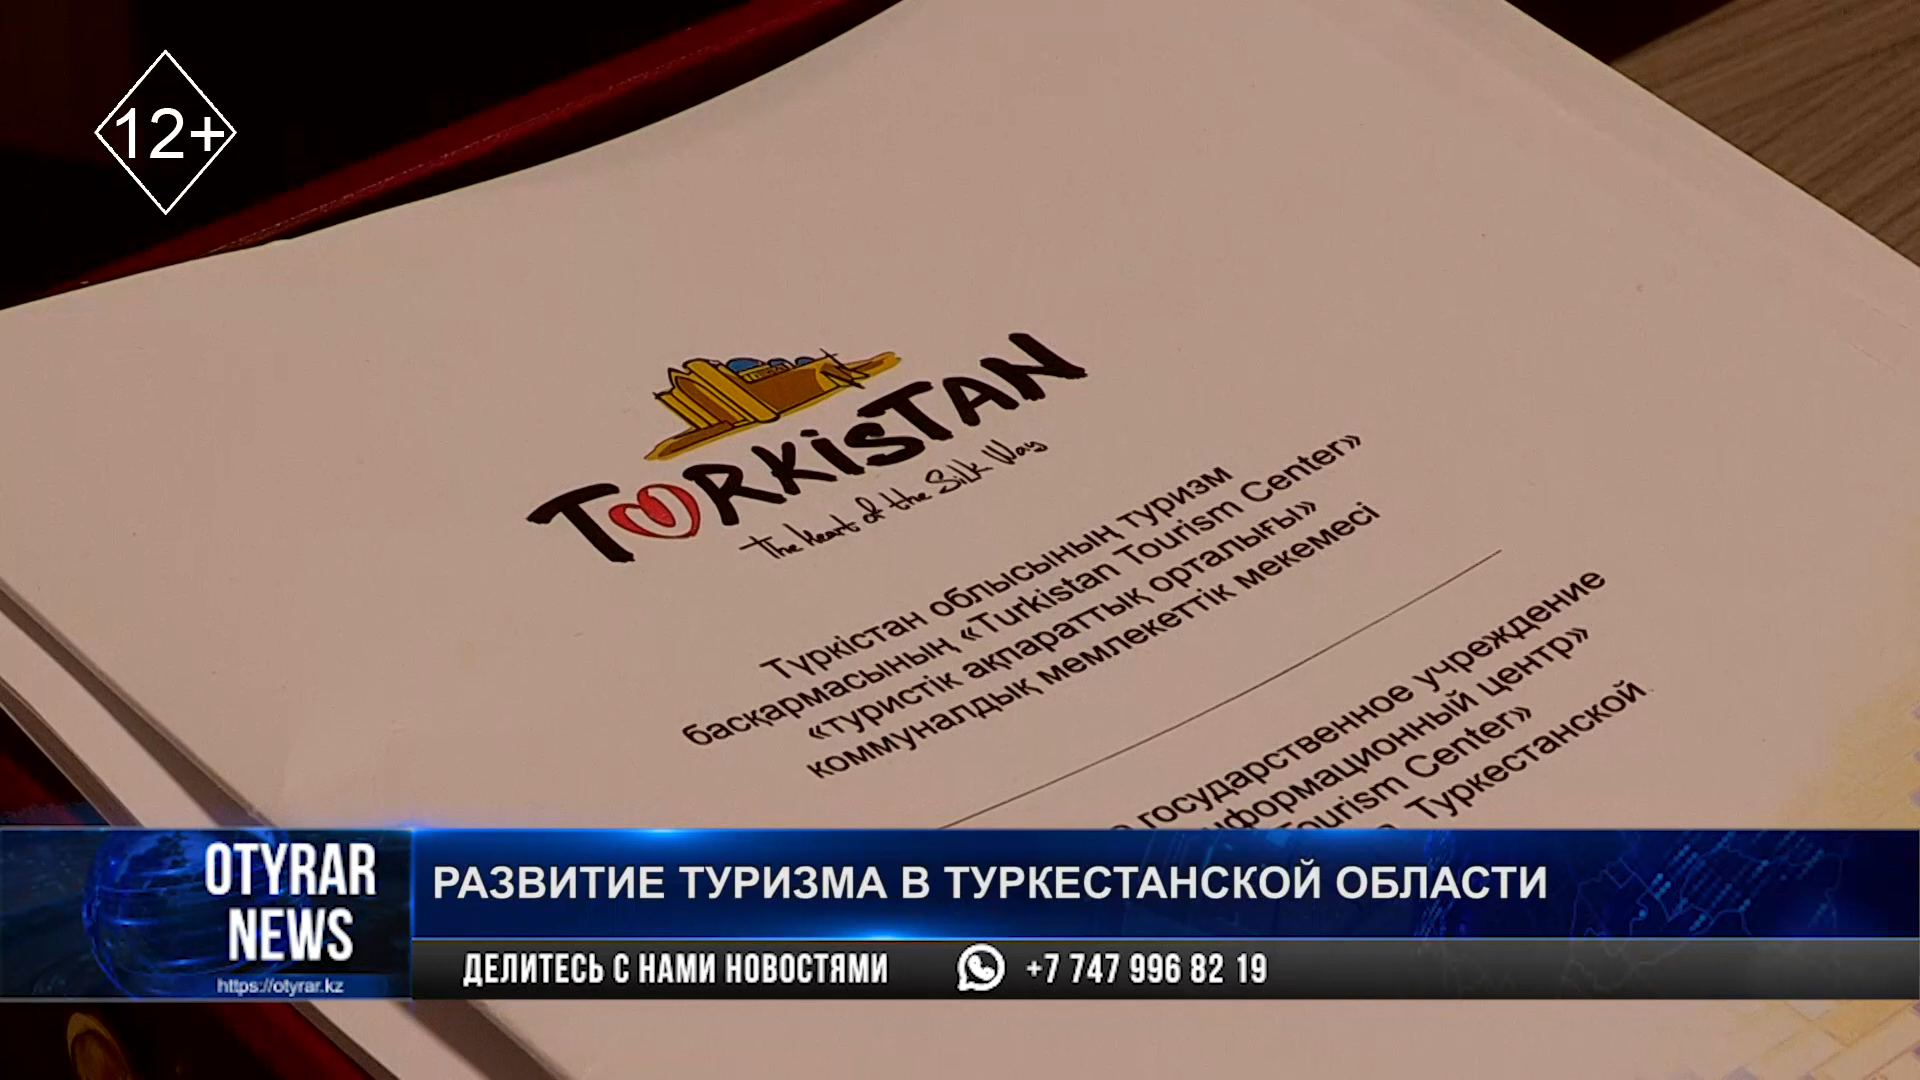 12+
TURKISTAN
The Heart of the Silk Way
Түркістан облысының туризм
басқармасының «Turkistan Tourism Center»
«туристік ақпараттық орталығы»
коммуналдық мемлекеттік мекемесі
государственное учреждение
информационный центр»
Tourism Center»
Туркестанской
OTYRAR
NEWS
https://otyrar.kz
РАЗВИТИЕ ТУРИЗМА В ТУРКЕСТАНСКОЙ ОБЛАСТИ
ДЕЛИТЕСЬ С НАМИ НОВОСТЯМИ +7 747 996 82 19